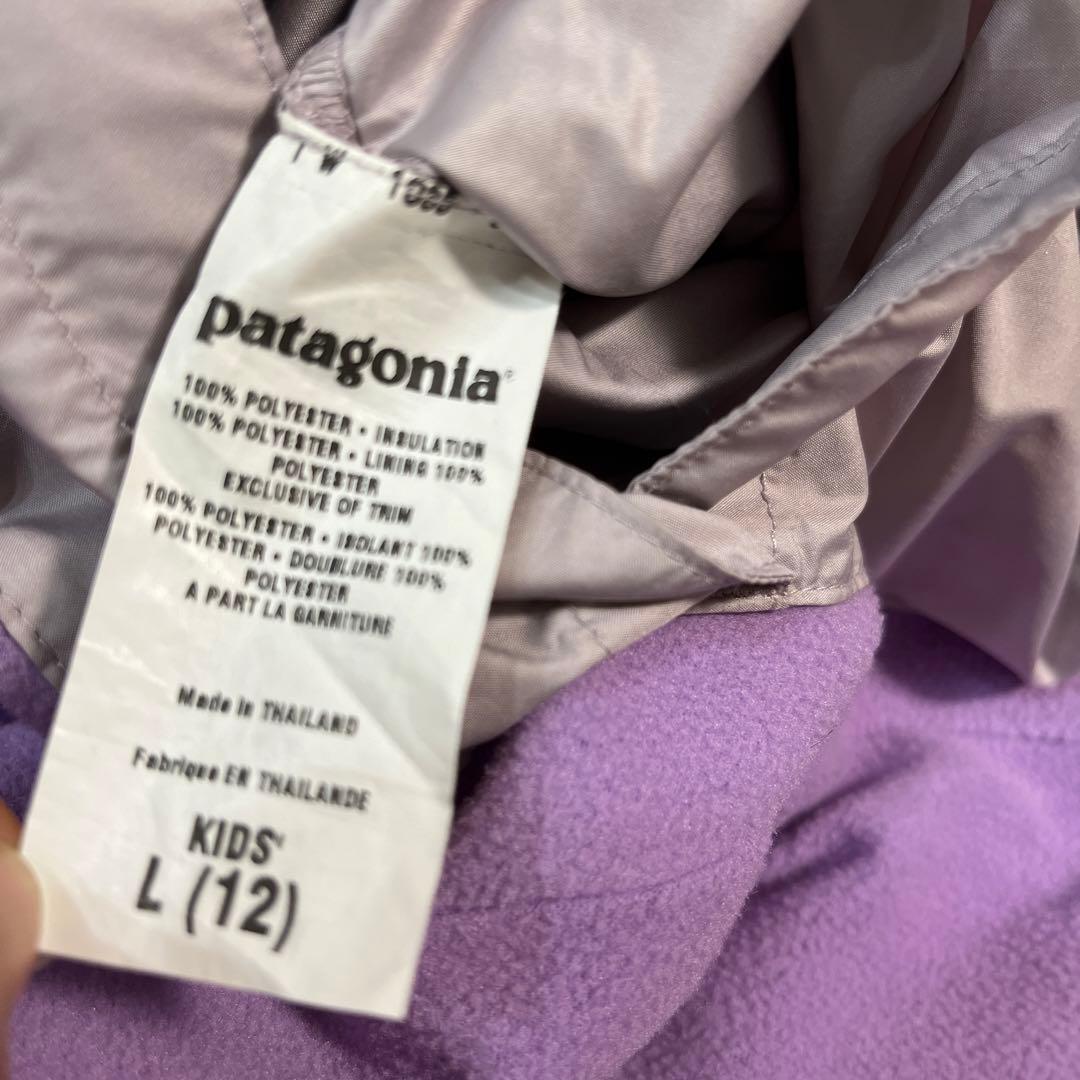 patagonia®
100% POLYESTER • INSULATION
100% POLYESTER • LINING 100%
POLYESTER
EXCLUSIVE OF TRIM
100% POLYESTER • ISOLANT 100%
POLYESTER • DOUBLURE 100%
POLYESTER
A PART LA GARNITURE
Made in THAILAND
Fabrique EN THAILANDE
KIDS'
L (12)